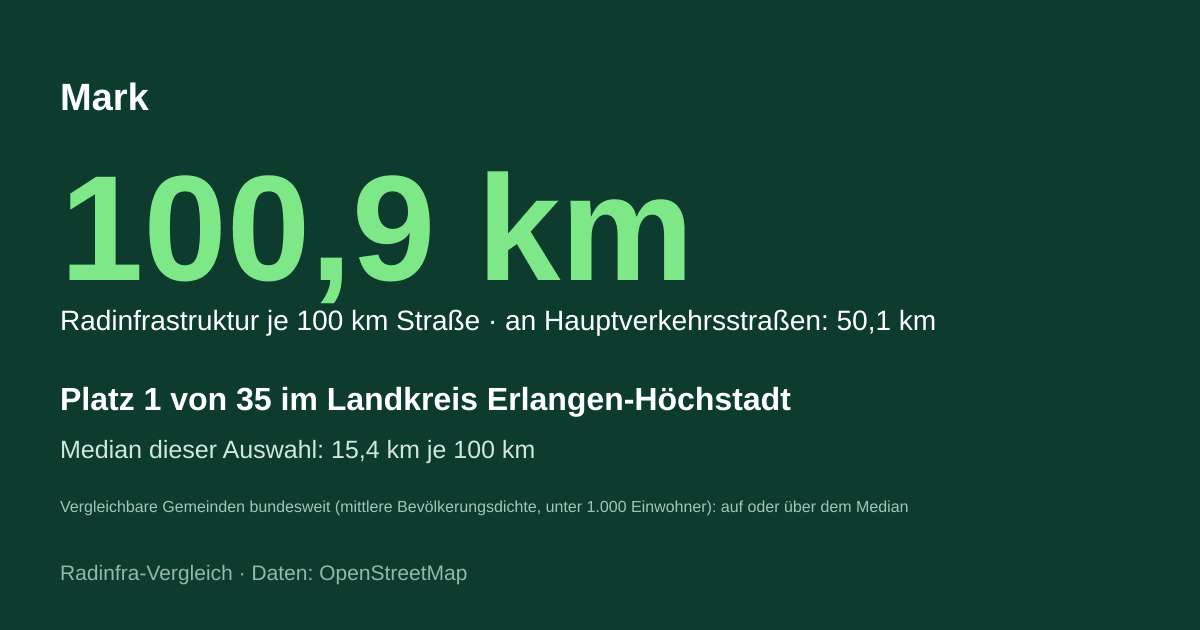 Mark
100,9 km
Radinfrastruktur je 100 km Straße · an Hauptverkehrsstraßen: 50,1 km
Platz 1 von 35 im Landkreis Erlangen-Höchstadt
Median dieser Auswahl: 15,4 km je 100 km
Vergleichbare Gemeinden bundesweit (mittlere Bevölkerungsdichte, unter 1.000 Einwohner): auf oder über dem Median
Radinfra-Vergleich · Daten: OpenStreetMap